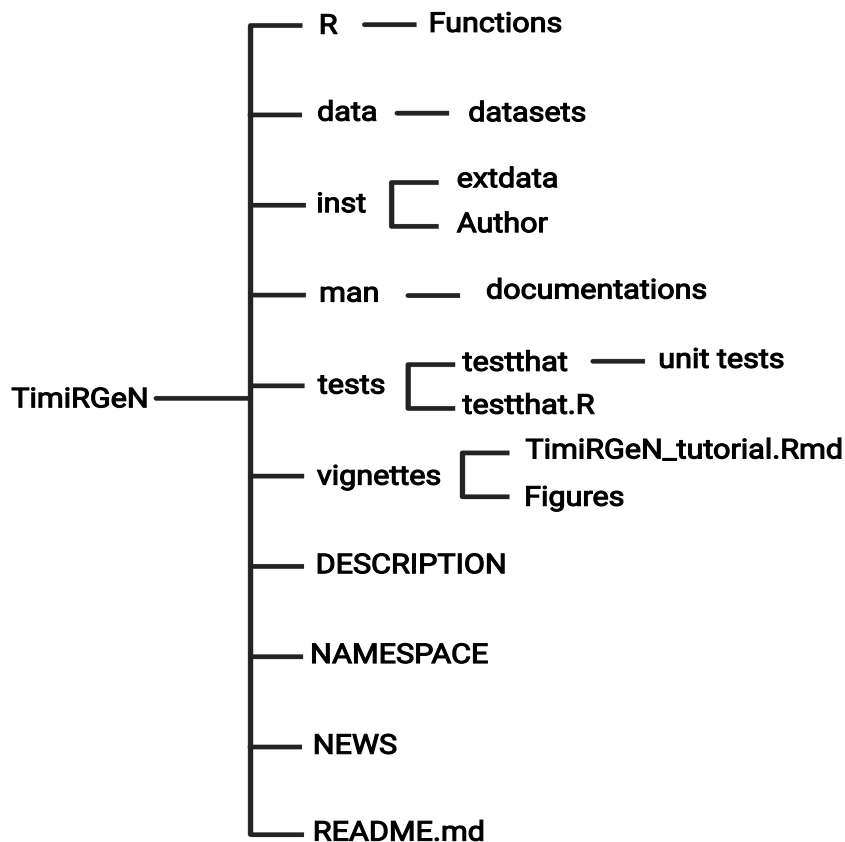 R
Functions
data
datasets
inst
extdata
Author
man
documentations
tests
testthat
unit tests
testthat.R
TimiRGeN
vignettes
TimiRGeN_tutorial.Rmd
Figures
DESCRIPTION
NAMESPACE
NEWS
README.md